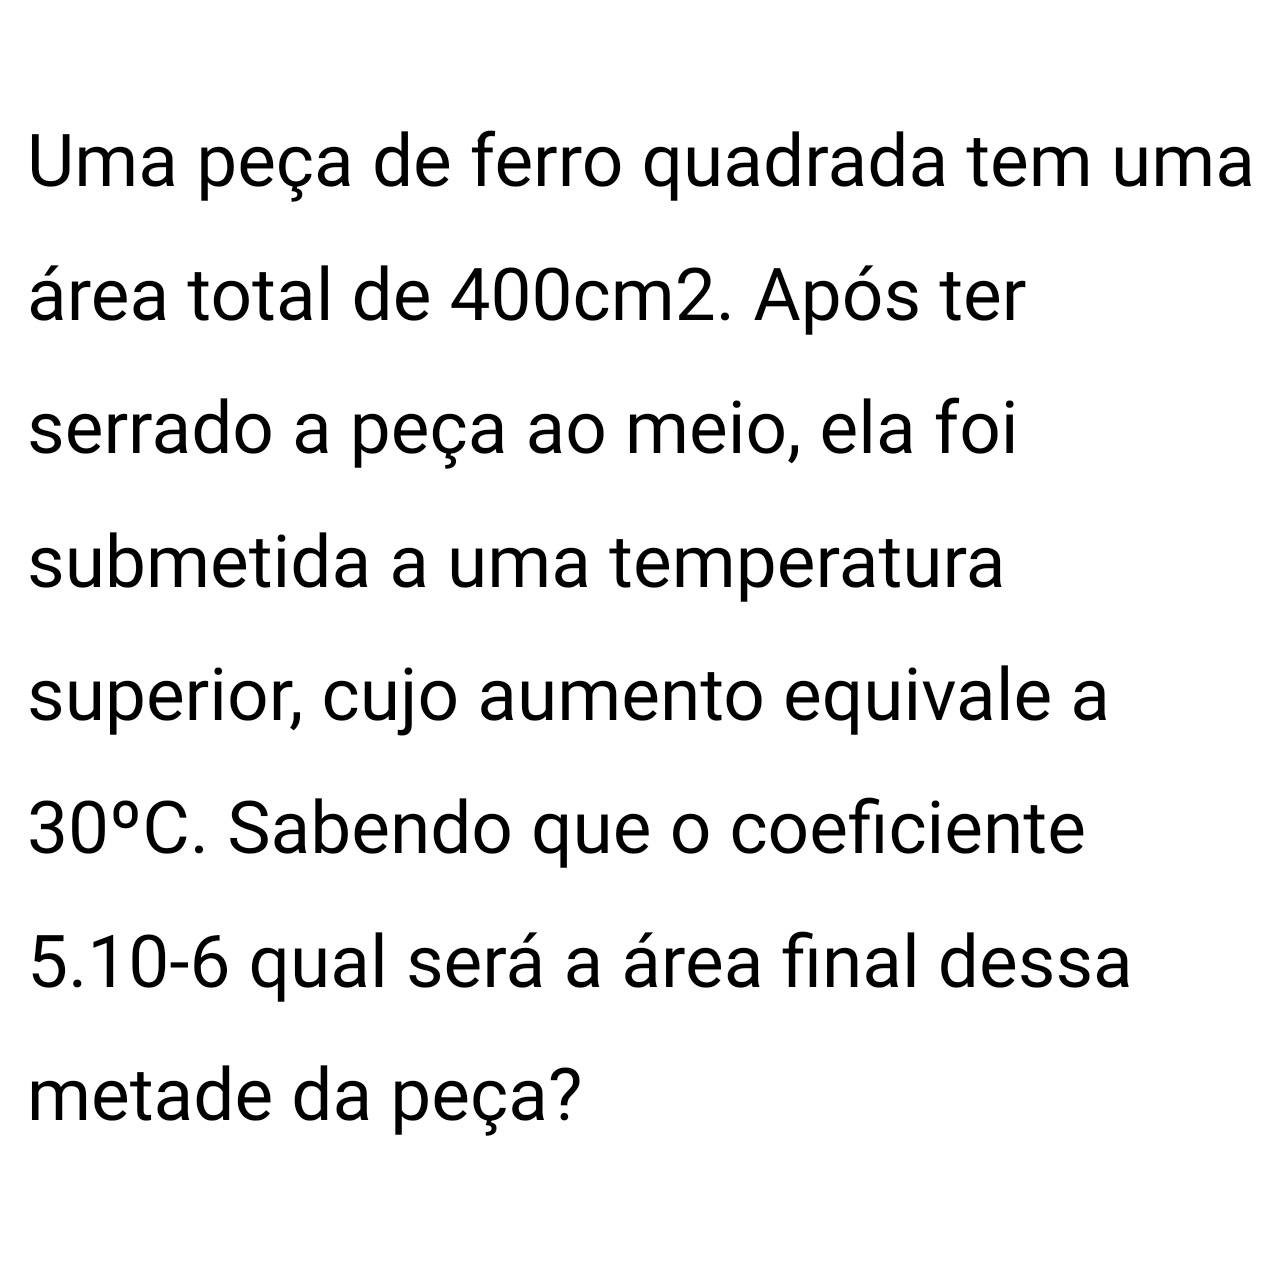 Uma peça de ferro quadrada tem uma
área total de 400cm2. Após ter
serrado a peça ao meio, ela foi
submetida a uma temperatura
superior, cujo aumento equivale a
30ºC. Sabendo que o coeficiente
5.10-6 qual será a área final dessa
metade da peça?